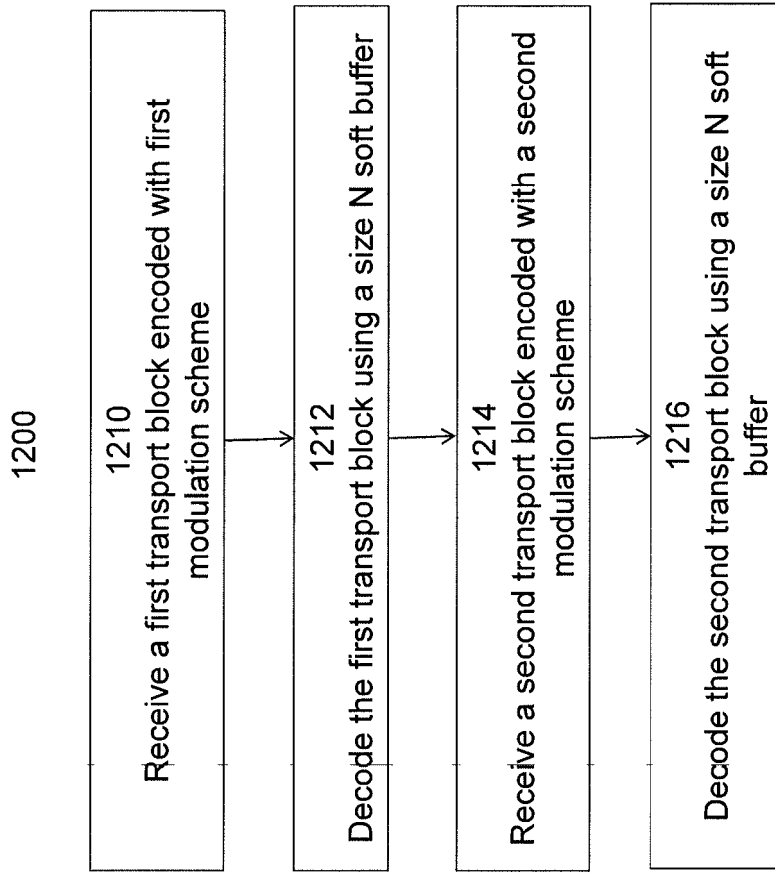 1200
1210
Receive a first transport block encoded with first
modulation scheme
1212
Decode the first transport block using a size N soft buffer
1214
Receive a second transport block encoded with a second
modulation scheme
1216
Decode the second transport block using a size N soft
buffer